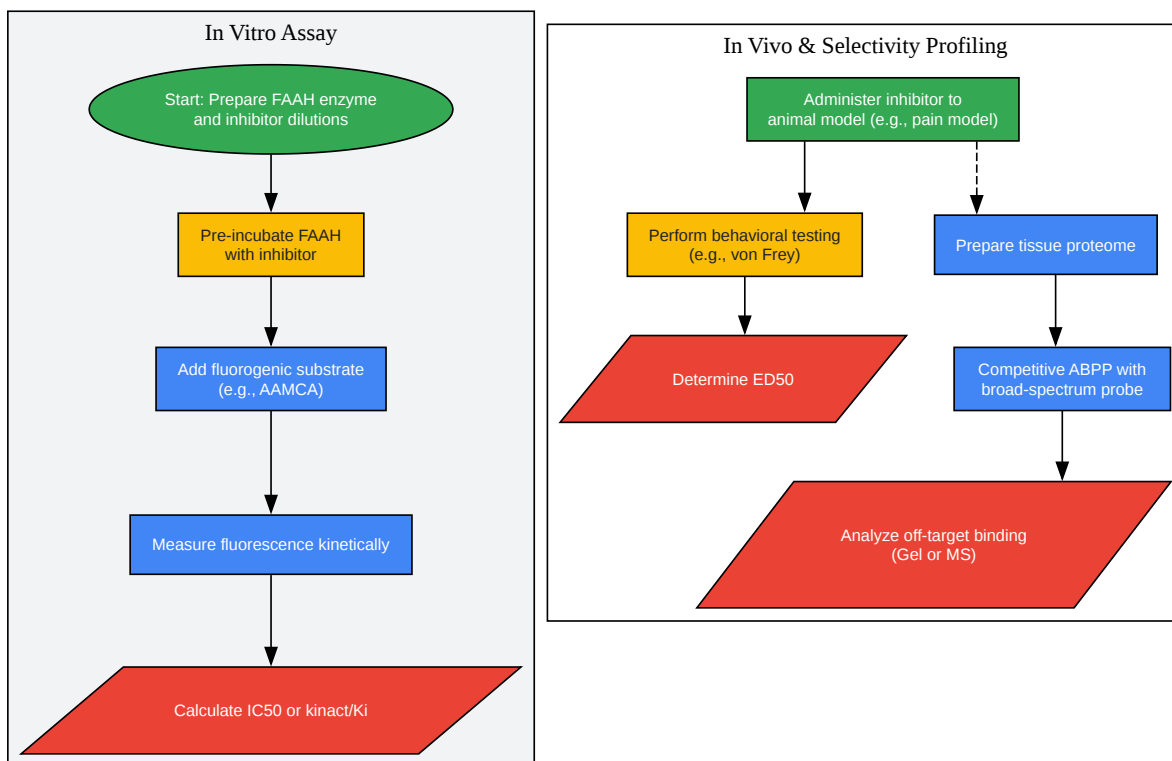 In Vitro Assay
Start: Prepare FAAH enzyme
and inhibitor dilutions
Pre-incubate FAAH
with inhibitor
Add fluorogenic substrate
(e.g., AAMCA)
Measure fluorescence kinetically
Calculate IC50 or kinact/Ki
In Vivo & Selectivity Profiling
Administer inhibitor to
animal model (e.g., pain model)
Perform behavioral testing
(e.g., von Frey)
Prepare tissue proteome
Determine ED50
Competitive ABPP with
broad-spectrum probe
Analyze off-target binding
(Gel or MS)